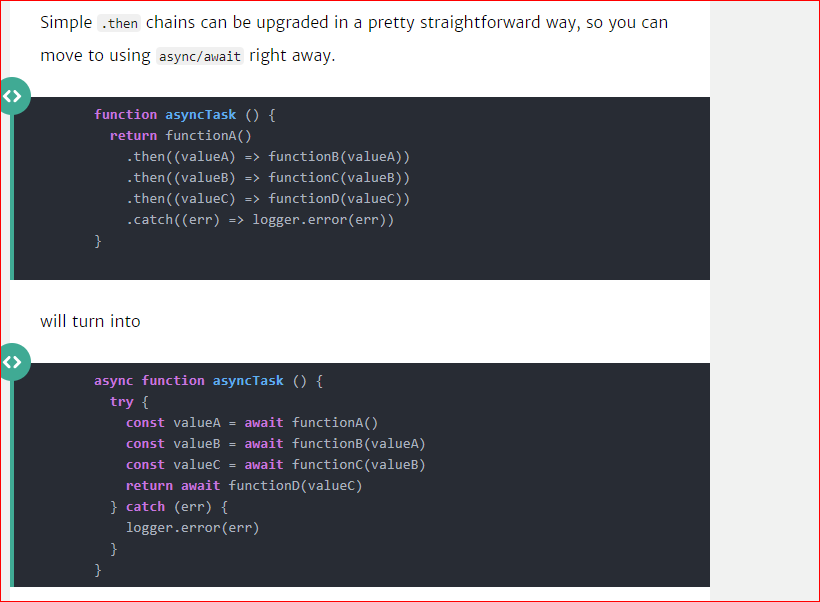 Simple .then chains can be upgraded in a pretty straightforward way, so you can
move to using async/await right away.
<>
function asyncTask () {
  return functionA()
    .then((valueA) => functionB(valueA))
    .then((valueB) => functionC(valueB))
    .then((valueC) => functionD(valueC))
    .catch((err) => logger.error(err))
}
will turn into
<>
async function asyncTask () {
  try {
    const valueA = await functionA()
    const valueB = await functionB(valueA)
    const valueC = await functionC(valueB)
    return await functionD(valueC)
  } catch (err) {
    logger.error(err)
  }
}